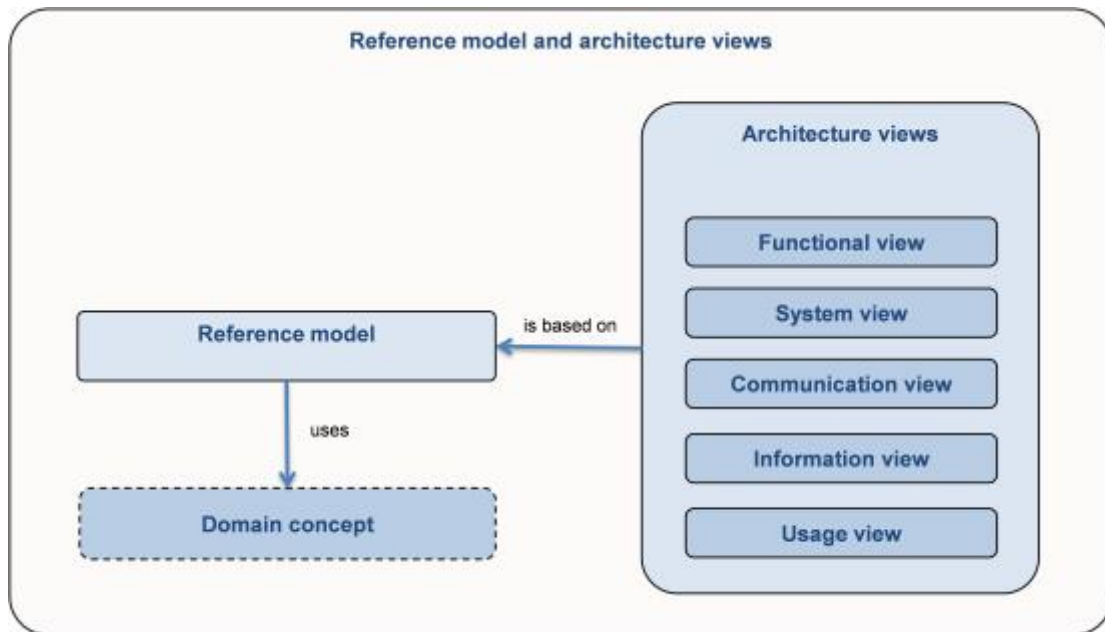 Reference model and architecture views
Architecture views
Functional view
System view
Communication view
Information view
Usage view
is based on
Reference model
uses
Domain concept